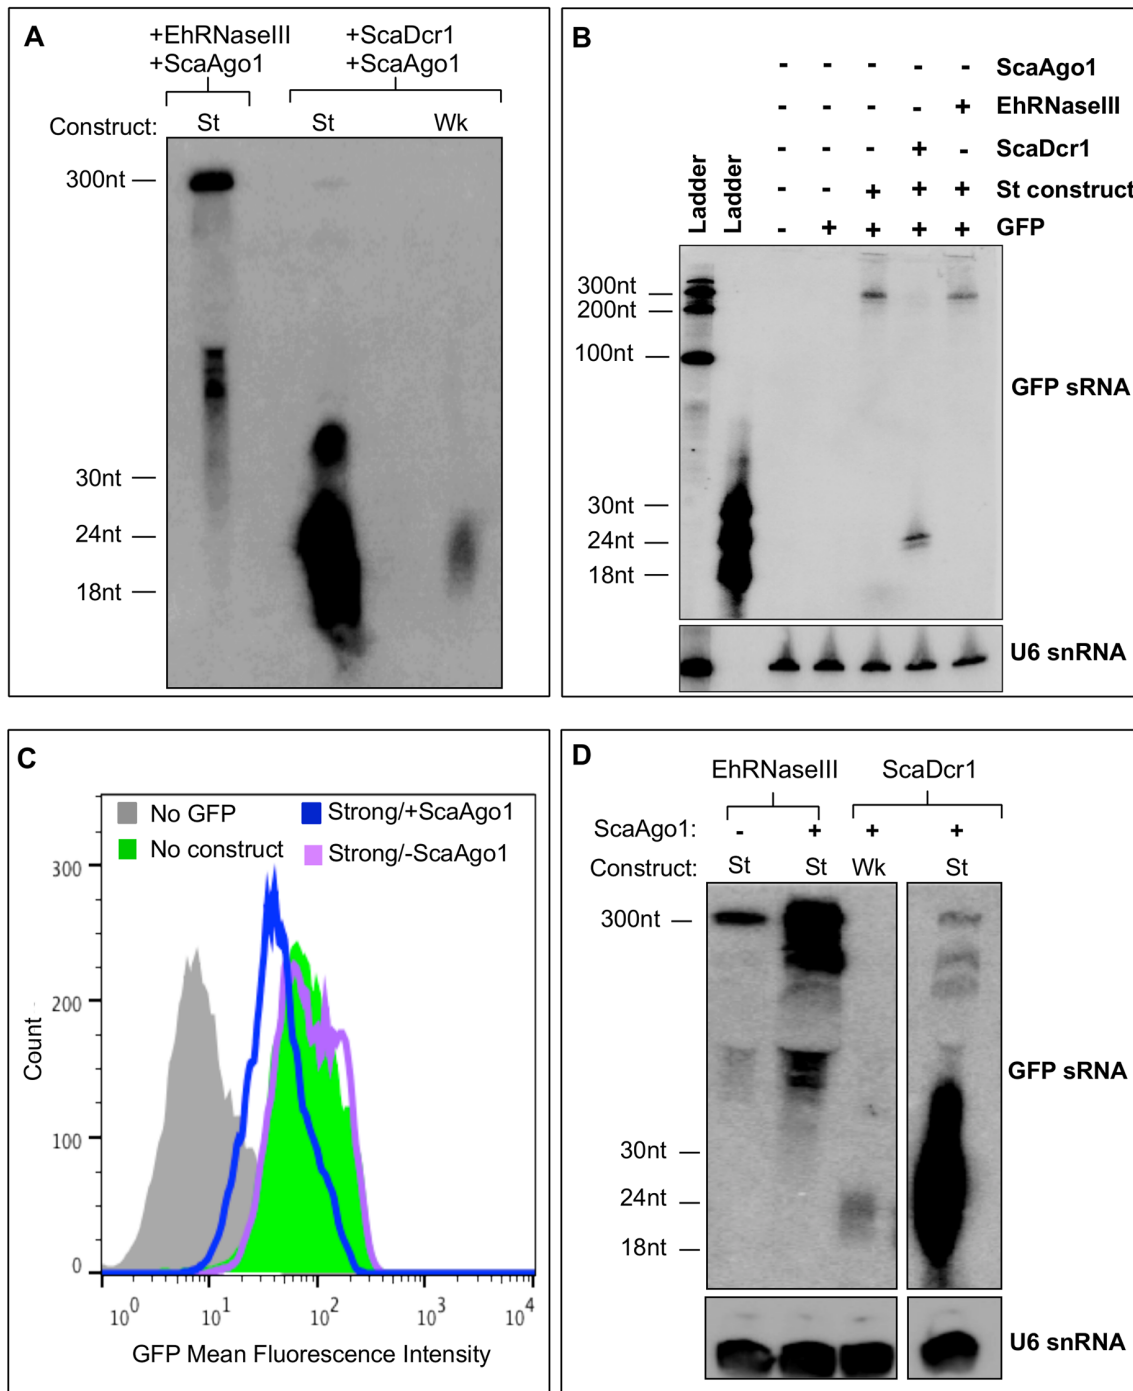 A
+EhRNaseIII +ScaDcr1
+ScaAgo1 +ScaAgo1
Construct: St St Wk
300nt
30nt
24nt
18nt
B
- - - - - ScaAgo1
- - - - + EhRNaseIII
- - - + - ScaDcr1
- - + + + St construct
- + + + + GFP
Ladder
Ladder
300nt
200nt
100nt
GFP sRNA
30nt
24nt
18nt
U6 snRNA
C
No GFP Strong/+ScaAgo1
No construct Strong/-ScaAgo1
300
200
100
0
Count
10^0 10^1 10^2 10^3 10^4
GFP Mean Fluorescence Intensity
D
EhRNaseIII ScaDcr1
ScaAgo1: - + + +
Construct: St St Wk St
300nt
GFP sRNA
30nt
24nt
18nt
U6 snRNA